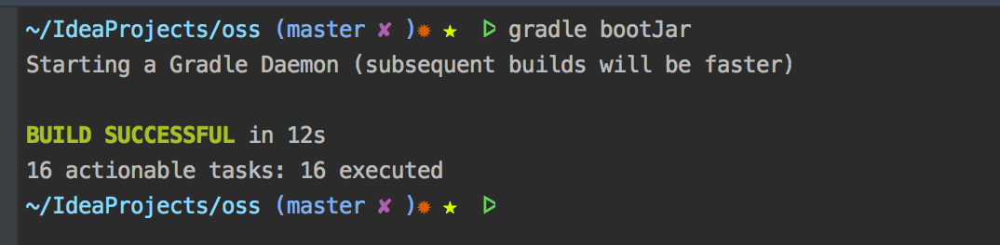 ~/IdeaProjects/oss (master ✘ )✹ ★ ᐅ gradle bootJar
Starting a Gradle Daemon (subsequent builds will be faster)
BUILD SUCCESSFUL in 12s
16 actionable tasks: 16 executed
~/IdeaProjects/oss (master ✘ )✹ ★ ᐅ